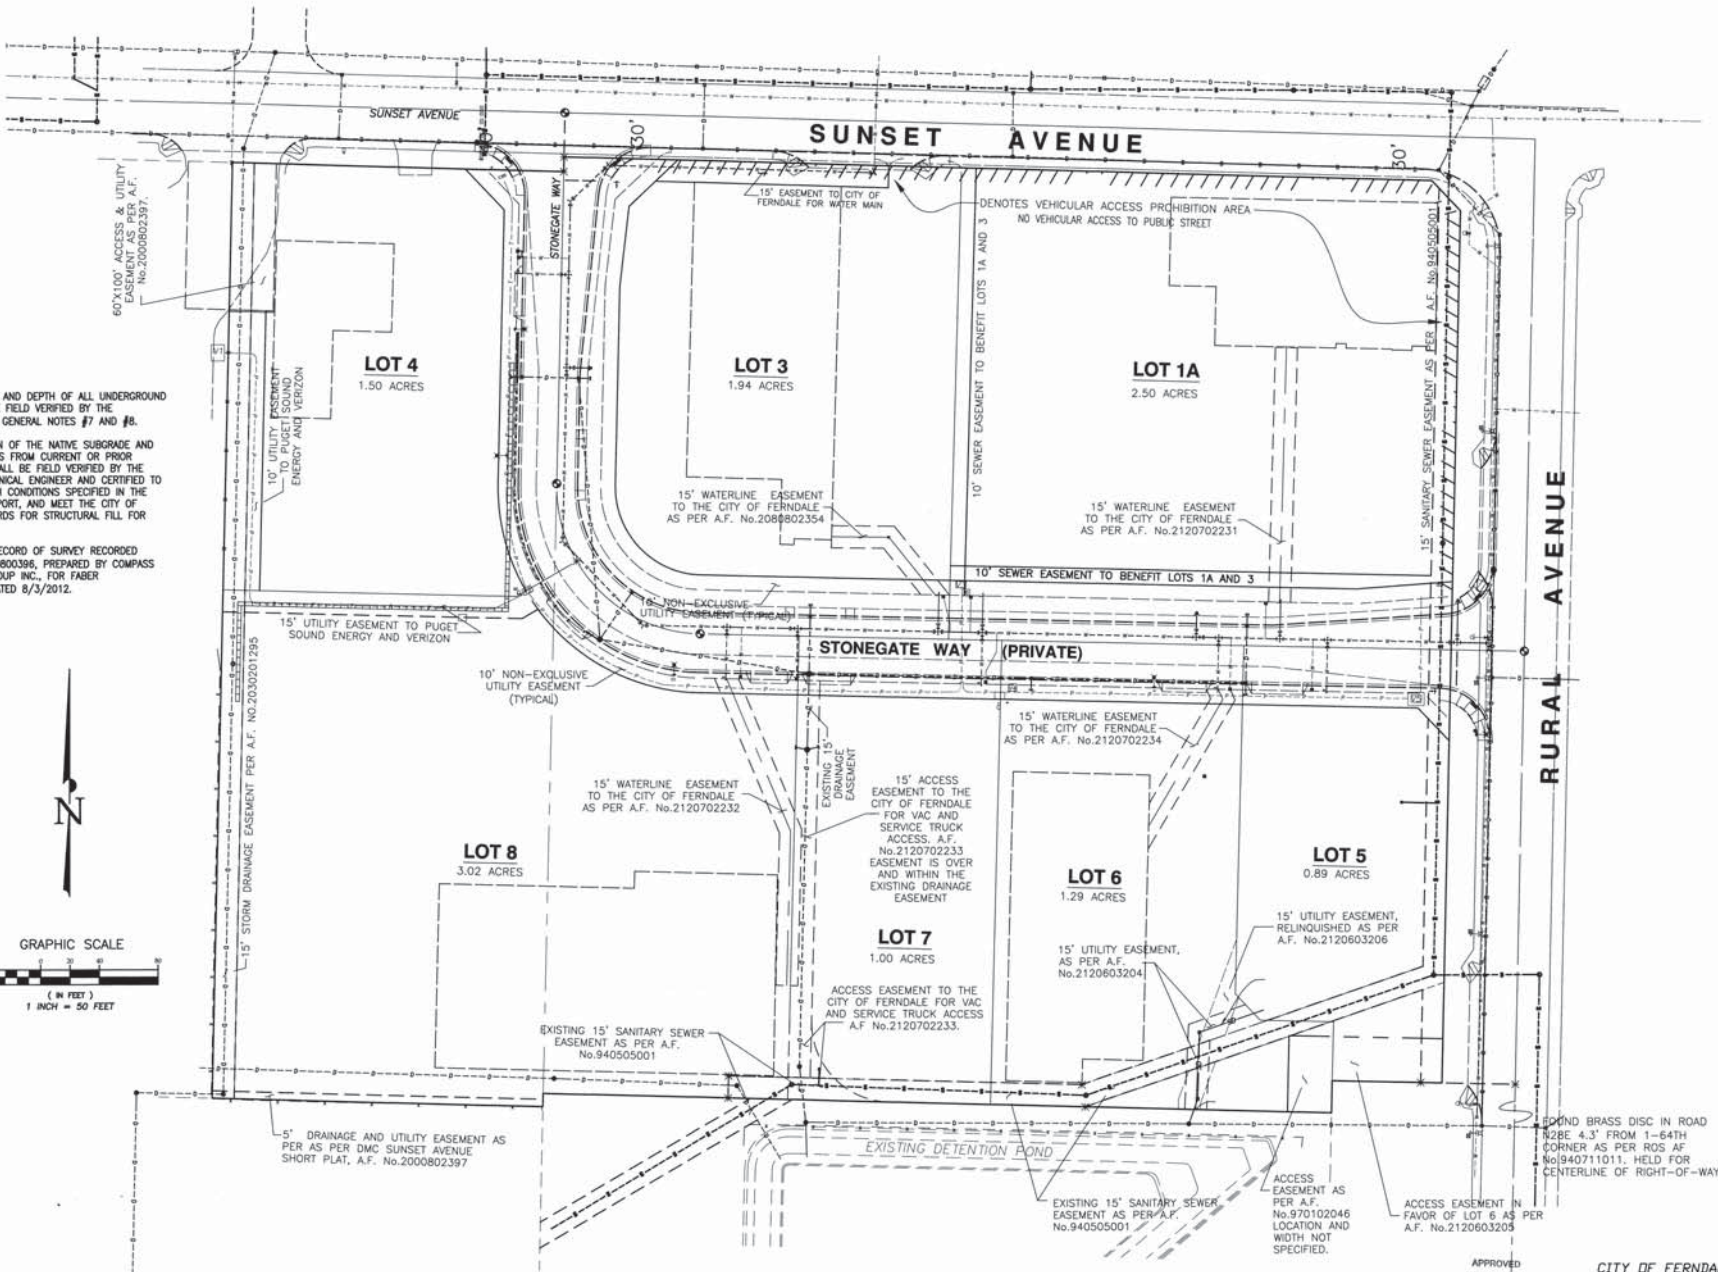 SUNSET AVENUE
SUNSET AVENUE
30'
30'
STONEGATE WAY
60'X100' ACCESS & UTILITY
EASEMENT AS PER A.F.
No.2000802397.
15' EASEMENT TO CITY OF
FERNDALE FOR WATER MAIN
DENOTES VEHICULAR ACCESS PROHIBITION AREA
NO VEHICULAR ACCESS TO PUBLIC STREET
LOT 4
1.50 ACRES
LOT 3
1.94 ACRES
LOT 1A
2.50 ACRES
10' UTILITY EASEMENT
TO PUGET SOUND
ENERGY AND VERIZON
10' SEWER EASEMENT TO BENEFIT LOTS 1A AND 3
15' SANITARY SEWER EASEMENT AS PER A.F. No.940505001
AND DEPTH OF ALL UNDERGROUND
FIELD VERIFIED BY THE
GENERAL NOTES #7 AND #8.
OF THE NATIVE SUBGRADE AND
FROM CURRENT OR PRIOR
ALL BE FIELD VERIFIED BY THE
NICAL ENGINEER AND CERTIFIED TO
CONDITIONS SPECIFIED IN THE
PORT, AND MEET THE CITY OF
RDS FOR STRUCTURAL FILL FOR
ECORD OF SURVEY RECORDED
800396, PREPARED BY COMPASS
OUP INC., FOR FABER
TED 8/3/2012.
15' WATERLINE EASEMENT
TO THE CITY OF FERNDALE
AS PER A.F. No.2080802354
15' WATERLINE EASEMENT
TO THE CITY OF FERNDALE
AS PER A.F. No.2120702231
10' SEWER EASEMENT TO BENEFIT LOTS 1A AND 3
10' NON-EXCLUSIVE
UTILITY EASEMENT (TYPICAL)
15' UTILITY EASEMENT TO PUGET
SOUND ENERGY AND VERIZON
STONEGATE WAY (PRIVATE)
RURAL AVENUE
10' NON-EXCLUSIVE
UTILITY EASEMENT
(TYPICAL)
15' STORM DRAINAGE EASEMENT PER A.F. NO.2030201295
N
15' WATERLINE EASEMENT
TO THE CITY OF FERNDALE
AS PER A.F. No.2120702234
15' WATERLINE EASEMENT
TO THE CITY OF FERNDALE
AS PER A.F. No.2120702232
EXISTING 15'
DRAINAGE
EASEMENT
15' ACCESS
EASEMENT TO THE
CITY OF FERNDALE
FOR VAC AND
SERVICE TRUCK
ACCESS. A.F.
No.2120702233
EASEMENT IS OVER
AND WITHIN THE
EXISTING DRAINAGE
EASEMENT
LOT 8
3.02 ACRES
LOT 7
1.00 ACRES
LOT 6
1.29 ACRES
LOT 5
0.89 ACRES
15' UTILITY EASEMENT,
RELINQUISHED AS PER
A.F. No.2120603206
15' UTILITY EASEMENT,
AS PER A.F.
No.2120603204
GRAPHIC SCALE
( IN FEET )
1 INCH = 50 FEET
ACCESS EASEMENT TO THE
CITY OF FERNDALE FOR VAC
AND SERVICE TRUCK ACCESS
A.F No.2120702233.
EXISTING 15' SANITARY SEWER
EASEMENT AS PER A.F.
No.940505001
5' DRAINAGE AND UTILITY EASEMENT AS
PER AS PER DMC SUNSET AVENUE
SHORT PLAT, A.F. No.2000802397
EXISTING DETENTION POND
EXISTING 15' SANITARY SEWER
EASEMENT AS PER A.F.
No.940505001
ACCESS
EASEMENT AS
PER A.F.
No.970102046
LOCATION AND
WIDTH NOT
SPECIFIED.
ACCESS EASEMENT IN
FAVOR OF LOT 6 AS PER
A.F. No.2120603205
FOUND BRASS DISC IN ROAD
N28E 4.3' FROM 1-64TH
CORNER AS PER ROS AF
No.940711011. HELD FOR
CENTERLINE OF RIGHT-OF-WAY
APPROVED
CITY OF FERNDA